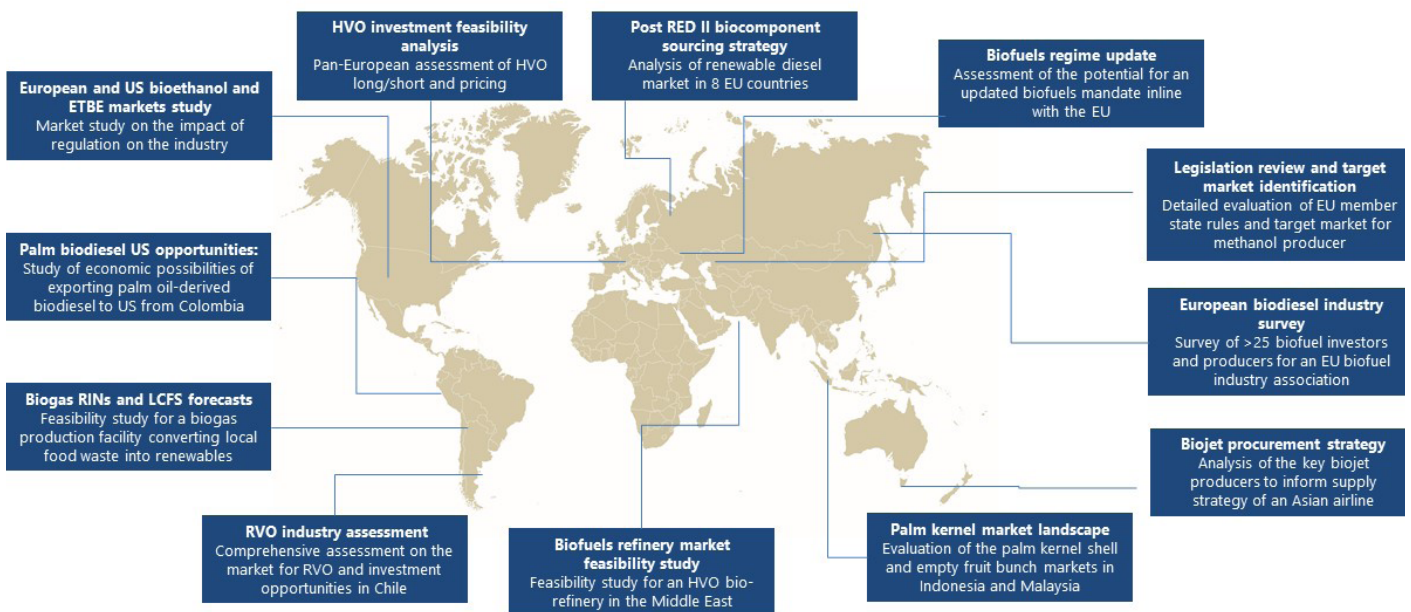 HVO investment feasibility
analysis
Pan-European assessment of HVO
long/short and pricing
Post RED II biocomponent
sourcing strategy
Analysis of renewable diesel
market in 8 EU countries
Biofuels regime update
Assessment of the potential for an
updated biofuels mandate inline
with the EU
European and US bioethanol and
ETBE markets study
Market study on the impact of
regulation on the industry
Legislation review and target
market identification
Detailed evaluation of EU member
state rules and target market for
methanol producer
Palm biodiesel US opportunities:
Study of economic possibilities of
exporting palm oil-derived
biodiesel to US from Colombia
European biodiesel industry
survey
Survey of >25 biofuel investors
and producers for an EU biofuel
industry association
Biogas RINs and LCFS forecasts
Feasibility study for a biogas
production facility converting local
food waste into renewables
Biojet procurement strategy
Analysis of the key biojet
producers to inform supply
strategy of an Asian airline
RVO industry assessment
Comprehensive assessment on the
market for RVO and investment
opportunities in Chile
Biofuels refinery market
feasibility study
Feasibility study for an HVO bio-
refinery in the Middle East
Palm kernel market landscape
Evaluation of the palm kernel shell
and empty fruit bunch markets in
Indonesia and Malaysia